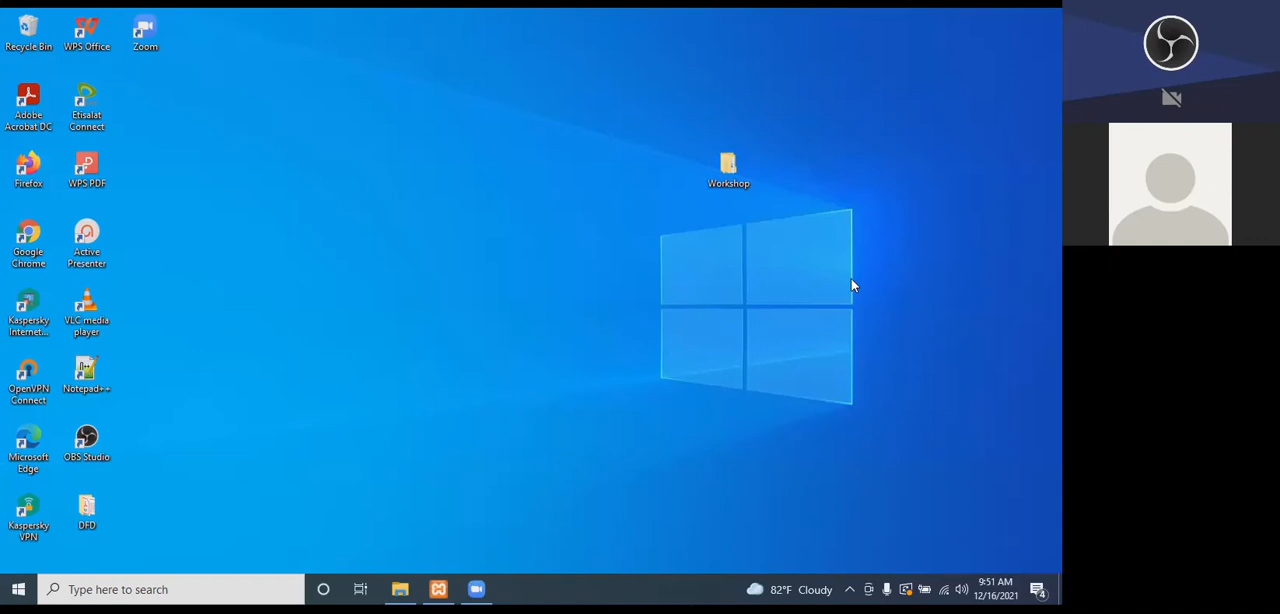 Recycle Bin
WPS Office
Zoom
Adobe
Acrobat DC
Etisalat
Connect
Firefox
WPS PDF
Google
Chrome
Active
Presenter
Kaspersky
Internet...
VLC media
player
OpenVPN
Connect
Notepad++
Microsoft
Edge
OBS Studio
Kaspersky
VPN
DFD
Workshop
Type here to search
82°F Cloudy
9:51 AM
12/16/2021
4